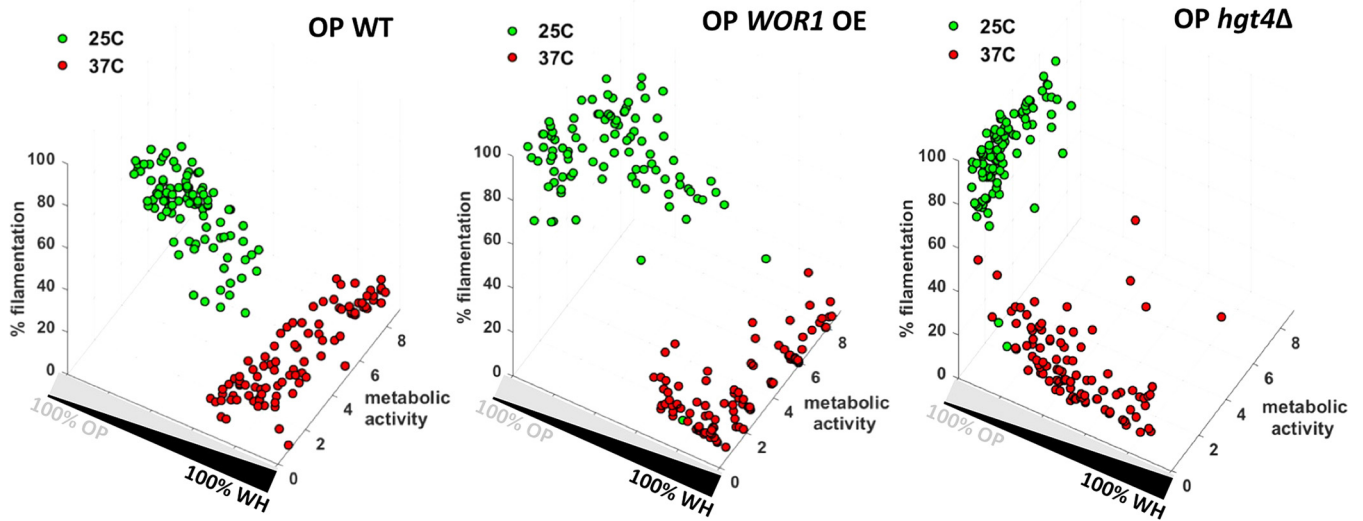 OP WT
25C
37C
100
80
60
40
20
0
% filamentation
8
6
4
2
0
metabolic
activity
100% OP
100% WH
OP WOR1 OE
25C
37C
100
80
60
40
20
0
% filamentation
8
6
4
2
0
metabolic
activity
100% OP
100% WH
OP hgt4Δ
25C
37C
100
80
60
40
20
0
% filamentation
8
6
4
2
0
metabolic
activity
100% OP
100% WH